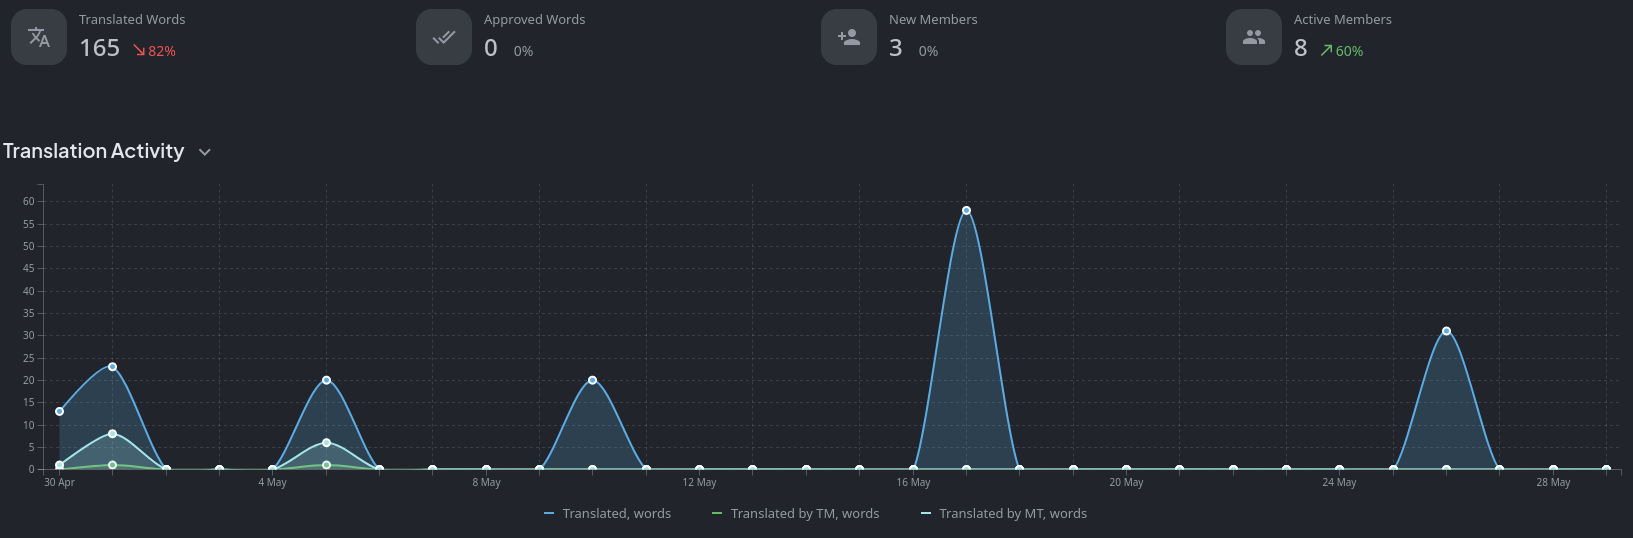 Translated Words
165 82%
Approved Words
0 0%
New Members
3 0%
Active Members
8 60%
Translation Activity
60
55
50
45
40
35
30
25
20
15
10
5
0
30 Apr 4 May 8 May 12 May 16 May 20 May 24 May 28 May
Translated, words Translated by TM, words Translated by MT, words